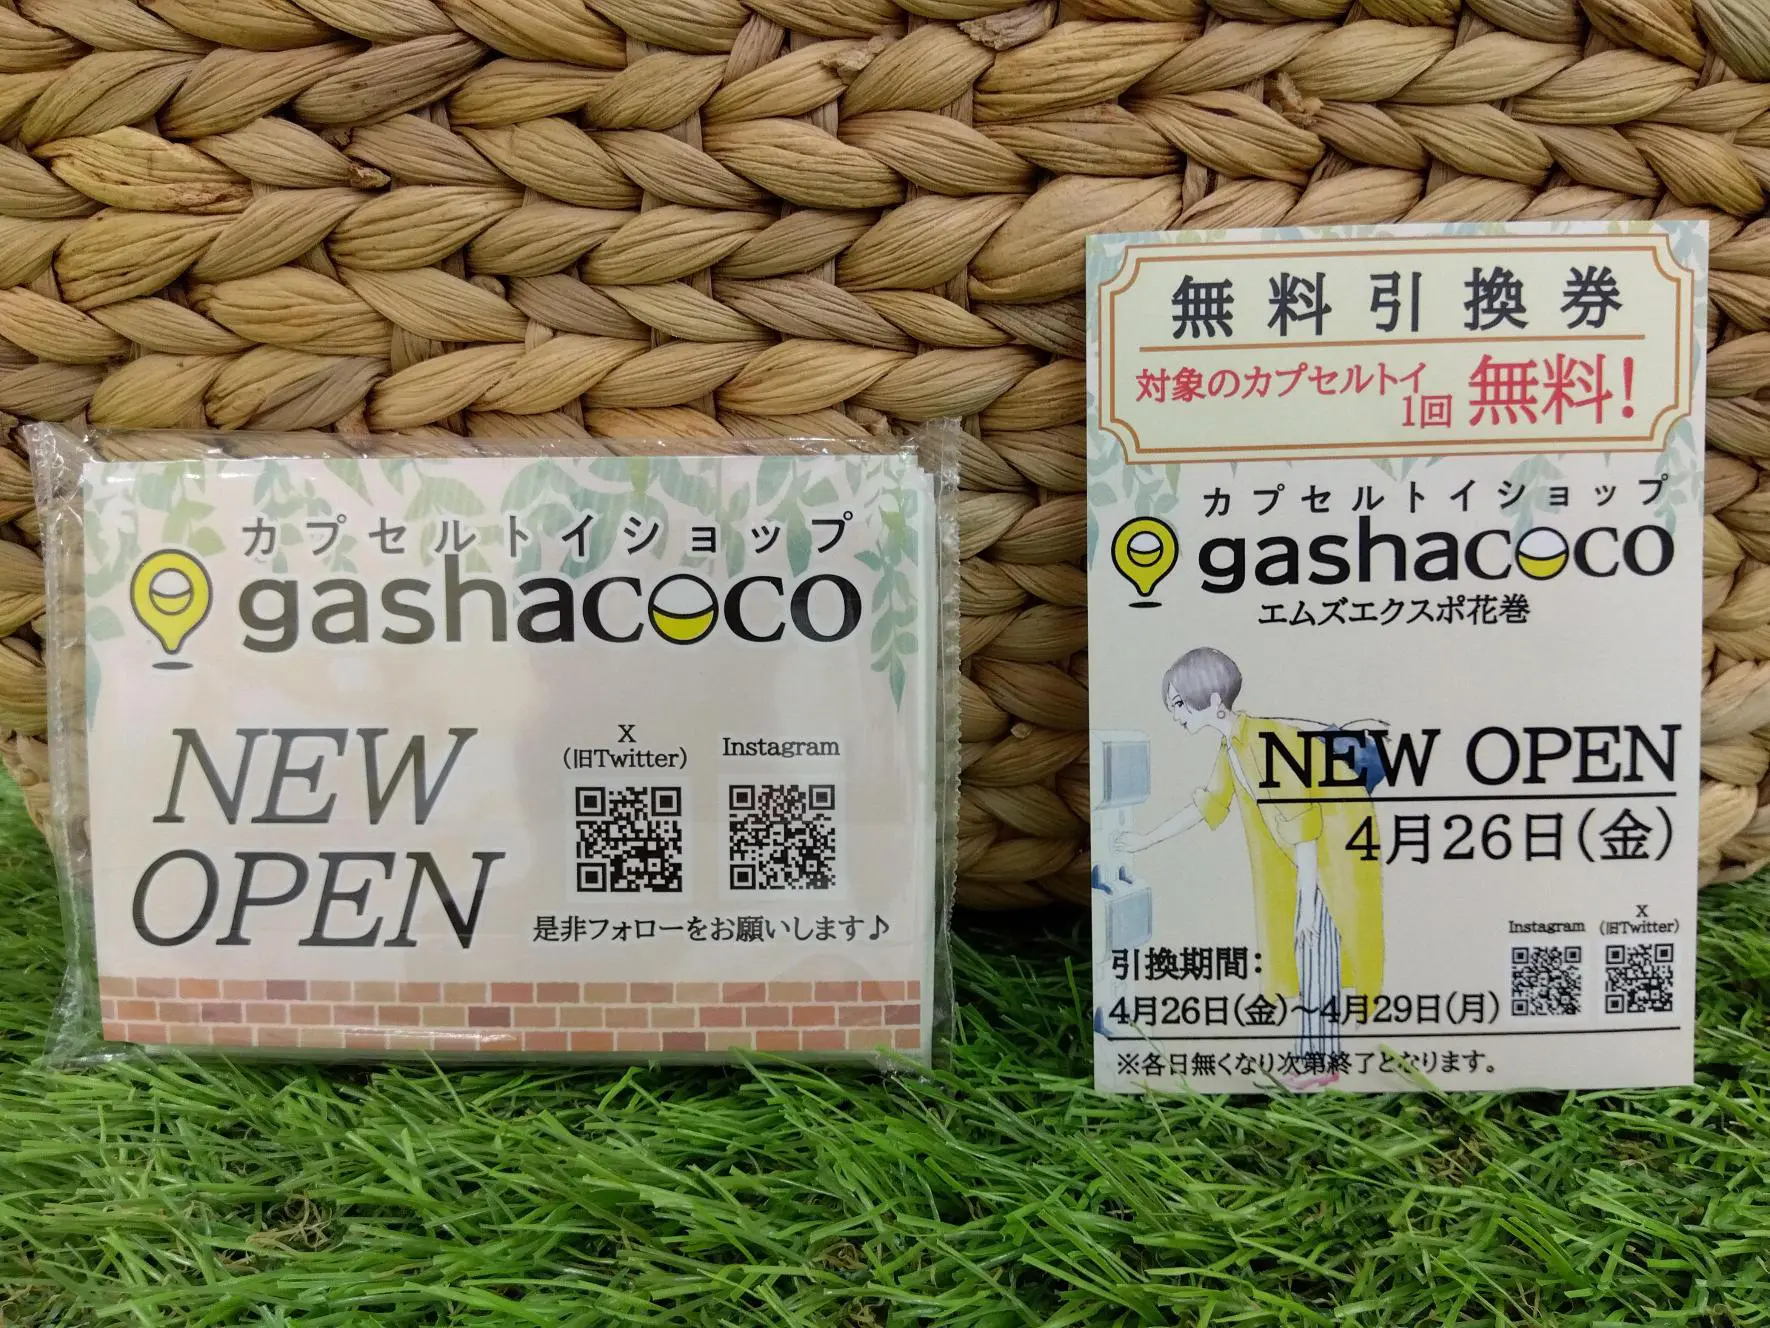 カプセルトイショップ
gashacoco
NEW
OPEN
X
(旧Twitter)
Instagram
是非フォローをお願いします♪
無料引換券
対象のカプセルトイ
1回 無料!
カプセルトイショップ
gashacoco
エムズエクスポ花巻
NEW OPEN
4月26日(金)
引換期間:
4月26日(金)~4月29日(月)
Instagram
X
(旧Twitter)
※各日無くなり次第終了となります。